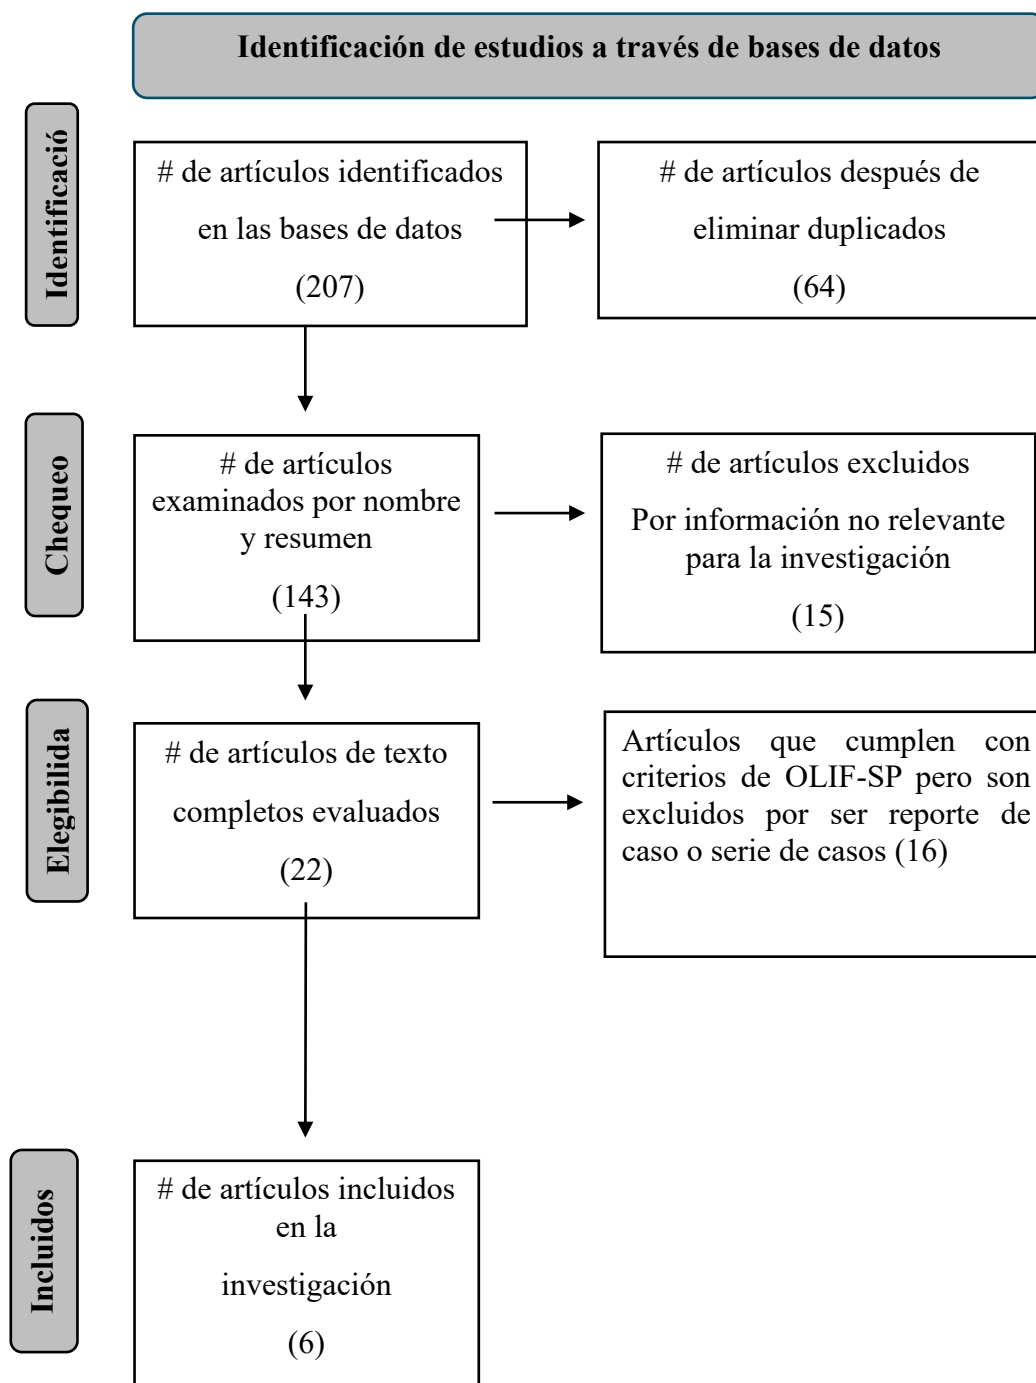 Identificación de estudios a través de bases de datos
Identificació
# de artículos identificados
en las bases de datos
(207)
# de artículos después de
eliminar duplicados
(64)
Chequeo
# de artículos
examinados por nombre
y resumen
(143)
# de artículos excluidos
Por información no relevante
para la investigación
(15)
Elegibilida
# de artículos de texto
completos evaluados
(22)
Artículos que cumplen con
criterios de OLIF-SP pero son
excluidos por ser reporte de
caso o serie de casos (16)
Incluidos
# de artículos incluidos
en la
investigación
(6)